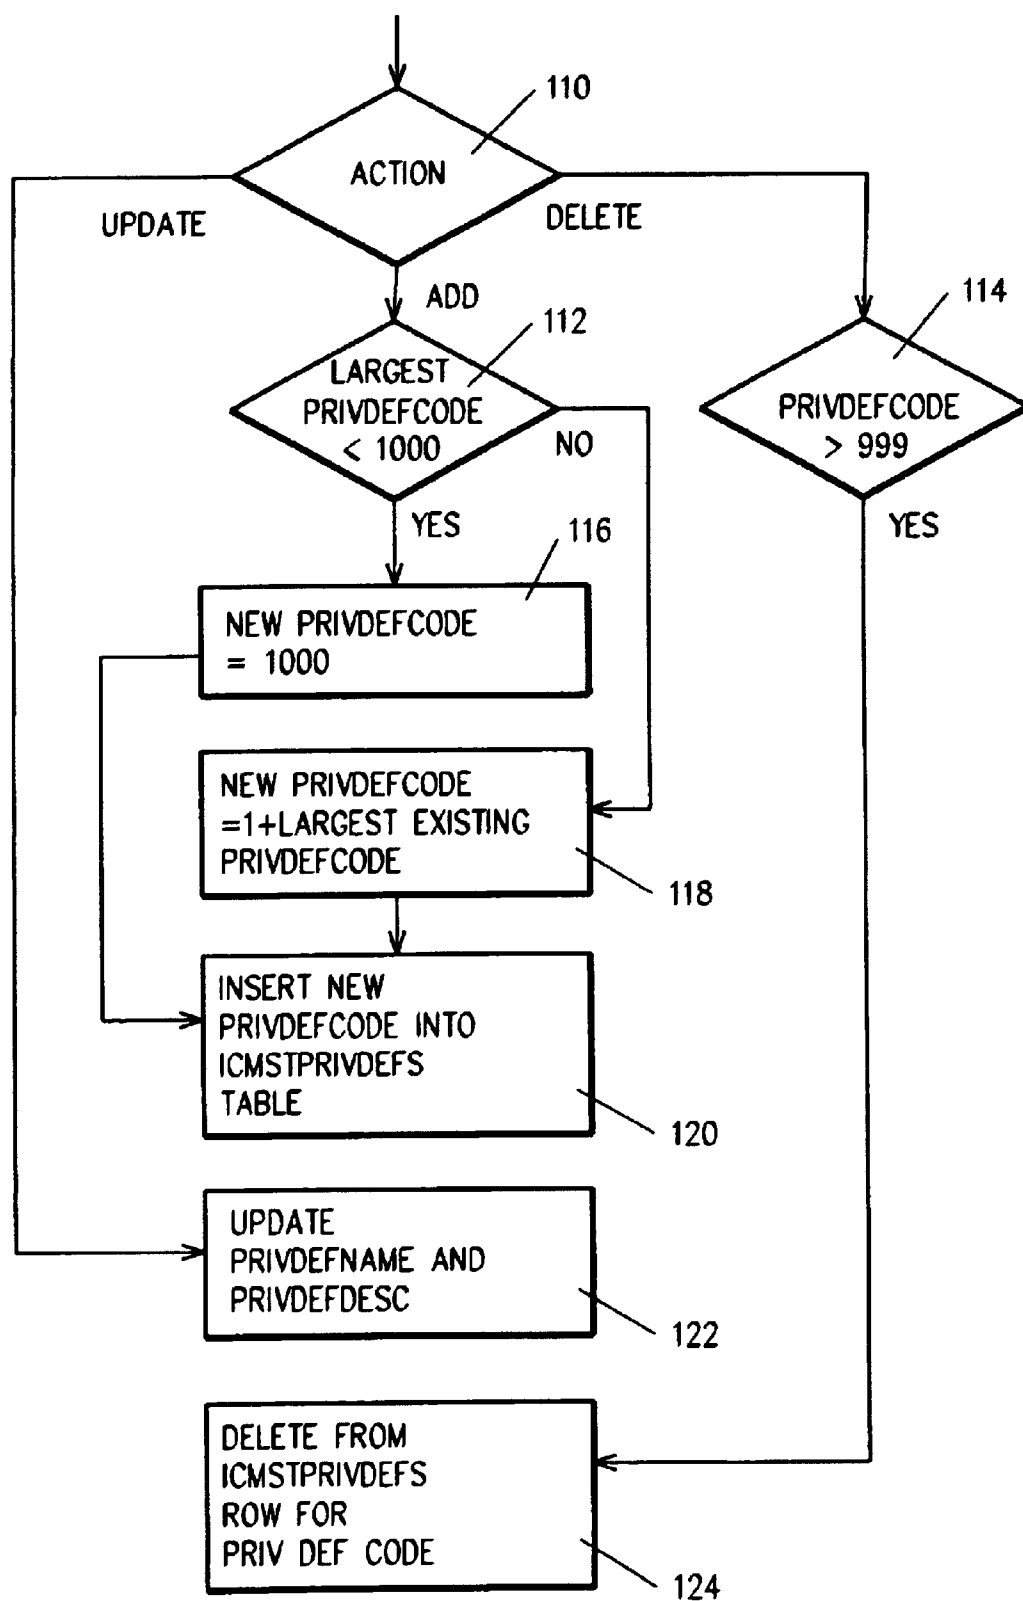 110
ACTION
UPDATE
DELETE
ADD
114
112
LARGEST
PRIVDEFCODE
< 1000
NO
PRIVDEFCODE
> 999
YES
YES
116
NEW PRIVDEFCODE
= 1000
NEW PRIVDEFCODE
=1+LARGEST EXISTING
PRIVDEFCODE
118
INSERT NEW
PRIVDEFCODE INTO
ICMSTPRIVDEFS
TABLE
120
UPDATE
PRIVDEFNAME AND
PRIVDEFDESC
122
DELETE FROM
ICMSTPRIVDEFS
ROW FOR
PRIV DEF CODE
124